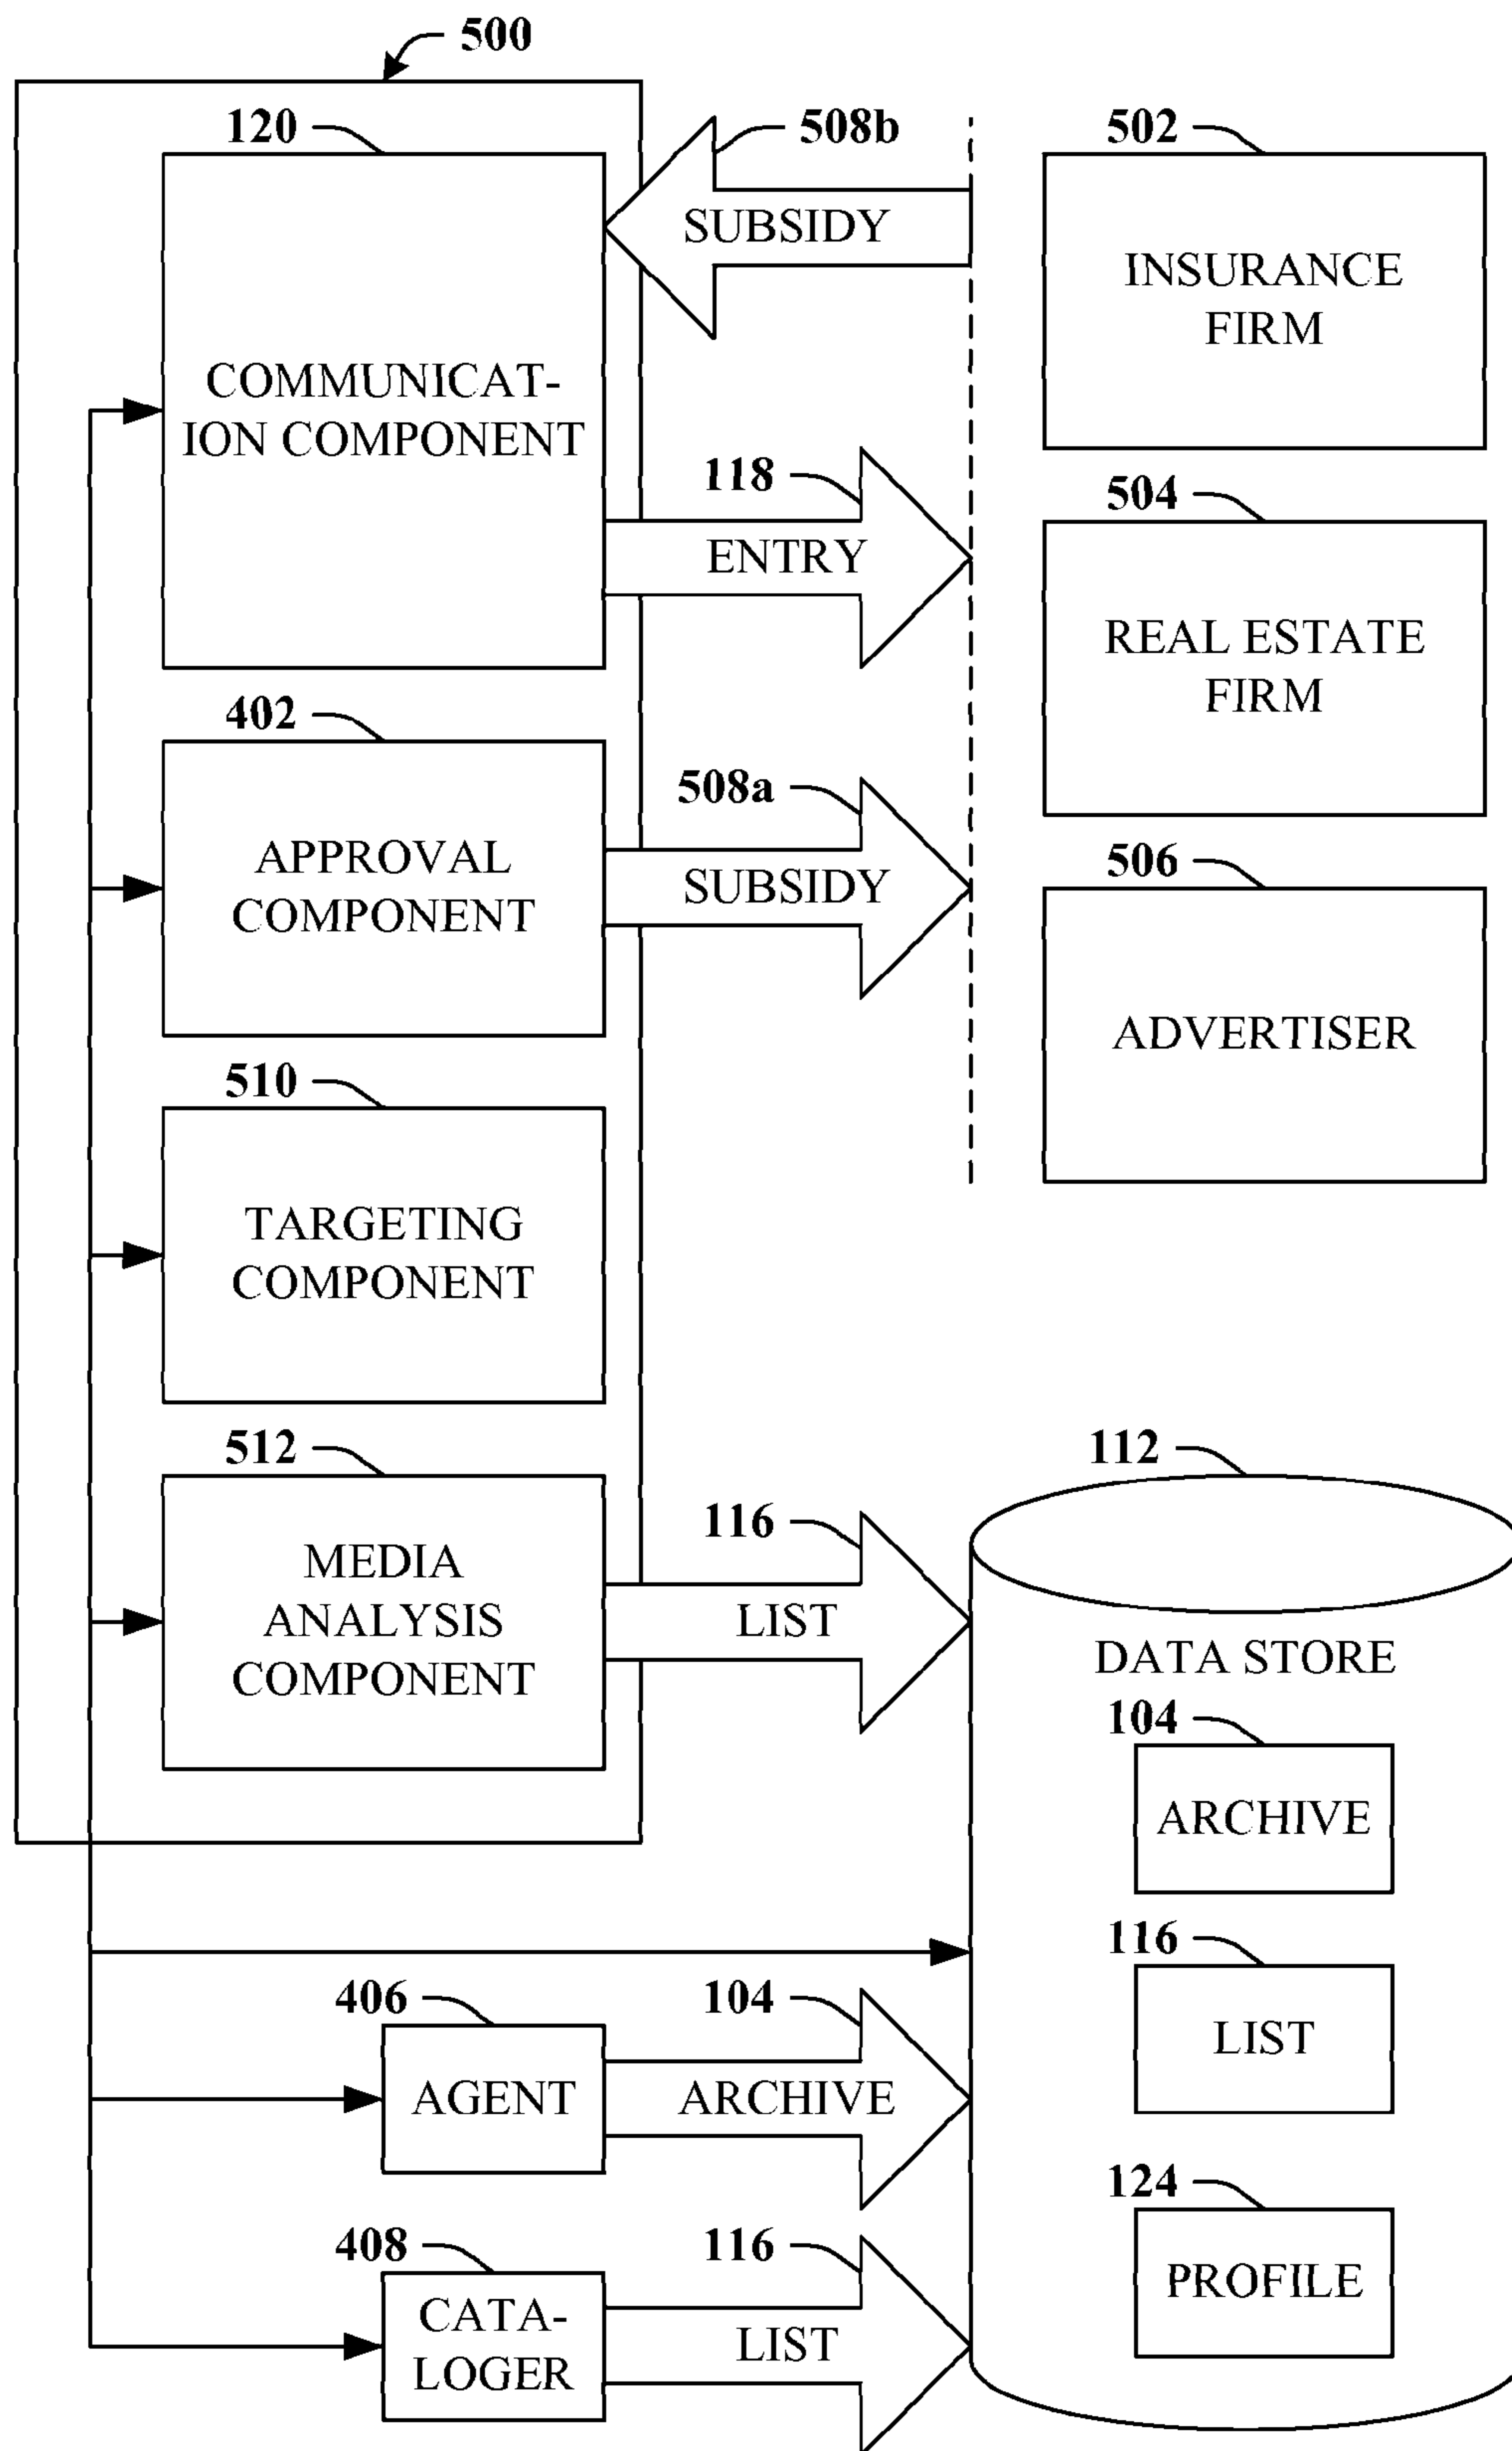 500
120
508b
502
SUBSIDY
INSURANCE
FIRM
COMMUNICAT-
ION COMPONENT
118
504
ENTRY
REAL ESTATE
FIRM
402
508a
506
APPROVAL
COMPONENT
SUBSIDY
ADVERTISER
510
TARGETING
COMPONENT
512
112
116
MEDIA
ANALYSIS
COMPONENT
LIST
DATA STORE
104
ARCHIVE
116
LIST
406
104
AGENT
ARCHIVE
124
PROFILE
408
116
CATA-
LOGER
LIST